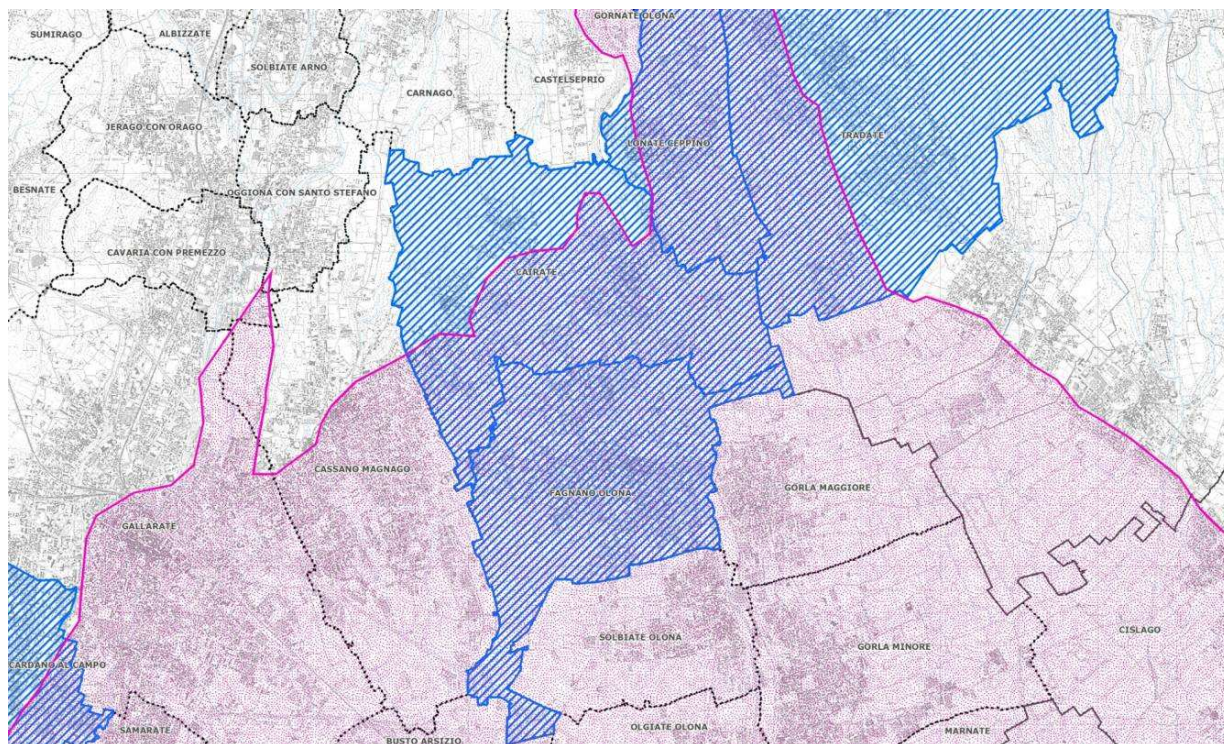 GORNATE OLONA
SUMIRAGO
ALBIZZATE
SOLBIATE ARNO
CASTELSEPRIO
CARNAGO
JERAGO CON ORAGO
TRADATE
LONATE CEPPINO
BESNATE
OGGIONA CON SANTO STEFANO
CAVARIA CON PREMEZZO
CAIRATE
CASSANO MAGNAGO
GORLA MAGGIORE
FAGNANO OLONA
GALLARATE
CISLAGO
SOLBIATE OLONA
GORLA MINORE
CARDANO AL CAMPO
OLGIATE OLONA
SAMARATE
MARNATE
BUSTO ARSIZIO